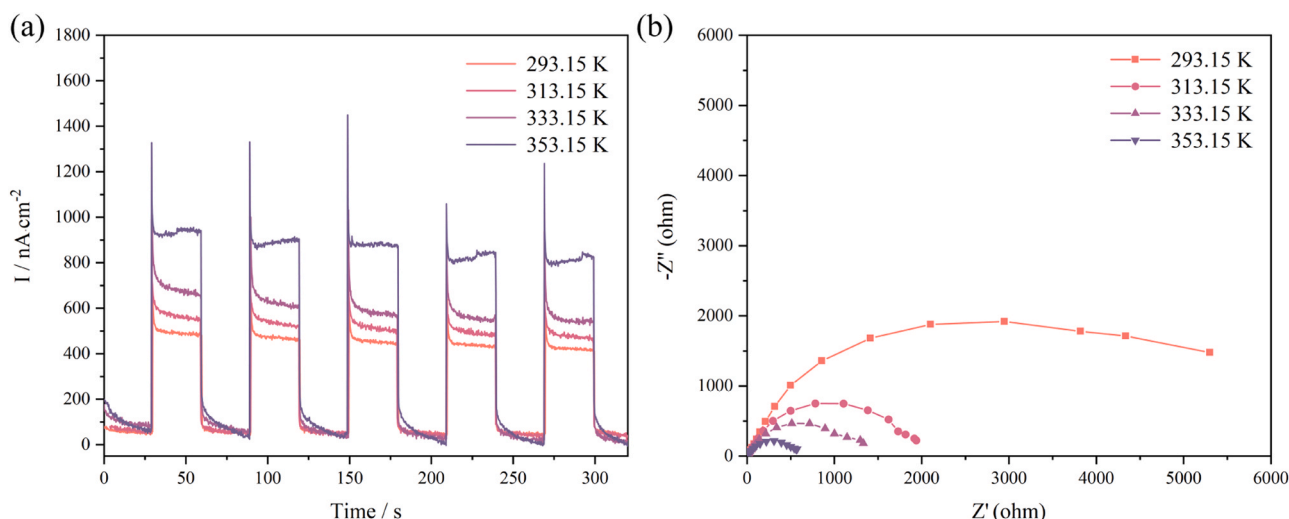 (a)
1800
1600
1400
1200
1000
800
600
400
200
0
I / nA·cm⁻²
293.15 K
313.15 K
333.15 K
353.15 K
0
50
100
150
200
250
300
Time / s
(b)
6000
5000
4000
3000
2000
1000
0
-Z'' (ohm)
293.15 K
313.15 K
333.15 K
353.15 K
0
1000
2000
3000
4000
5000
6000
Z' (ohm)